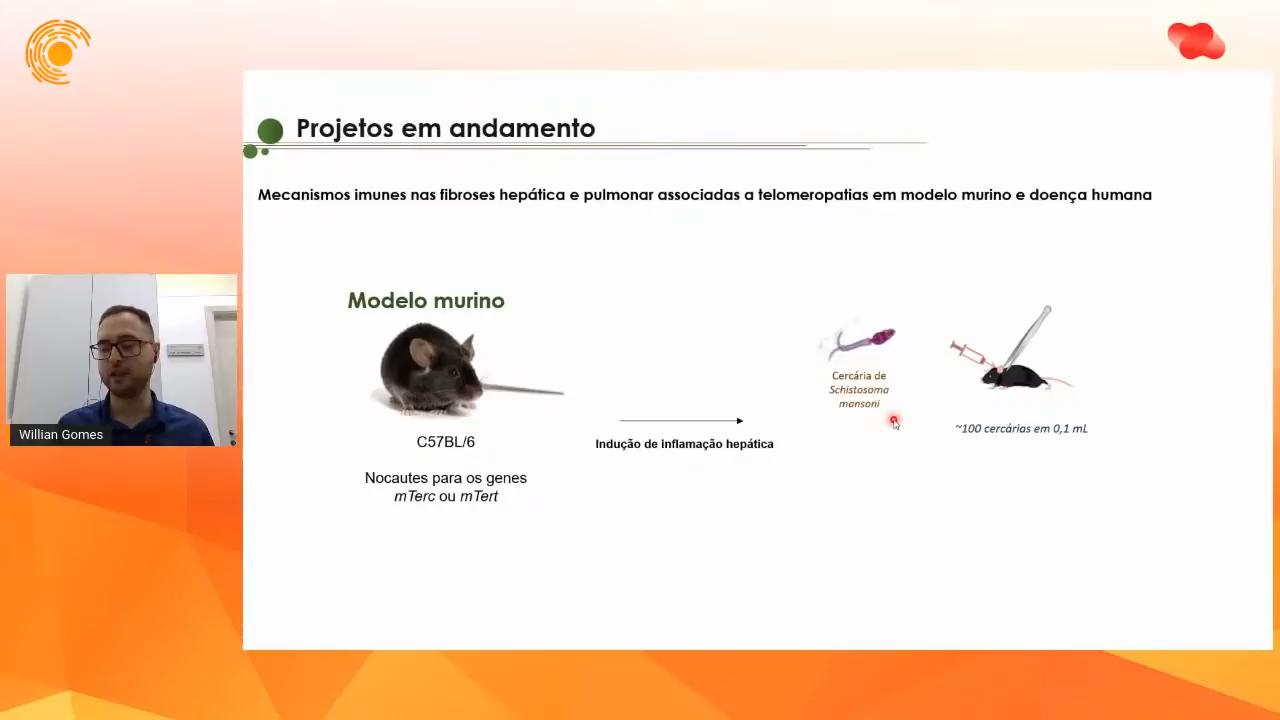 Projetos em andamento
Mecanismos imunes nas fibroses hepática e pulmonar associadas a telomeropatias em modelo murino e doença humana
Modelo murino
C57BL/6
Nocautes para os genes
mTerc ou mTert
Indução de inflamação hepática
Cercária de
Schistosoma
mansoni
~100 cercárias em 0,1 mL
Willian Gomes